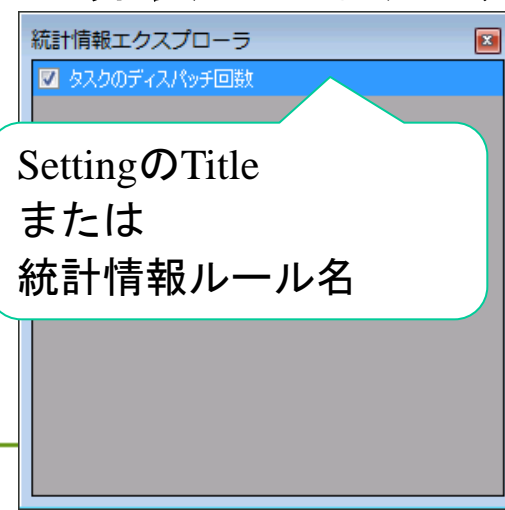 統計情報エクスプローラ
タスクのディスパッチ回数
SettingのTitle
または
統計情報ルール名